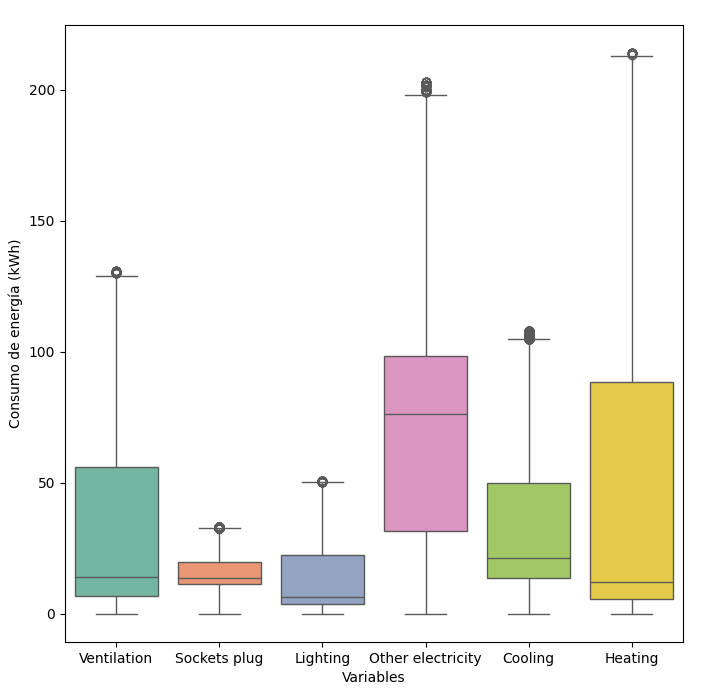 Consumo de energía (kWh)
200
150
100
50
0
Ventilation Sockets plug Lighting Other electricity Cooling Heating
Variables